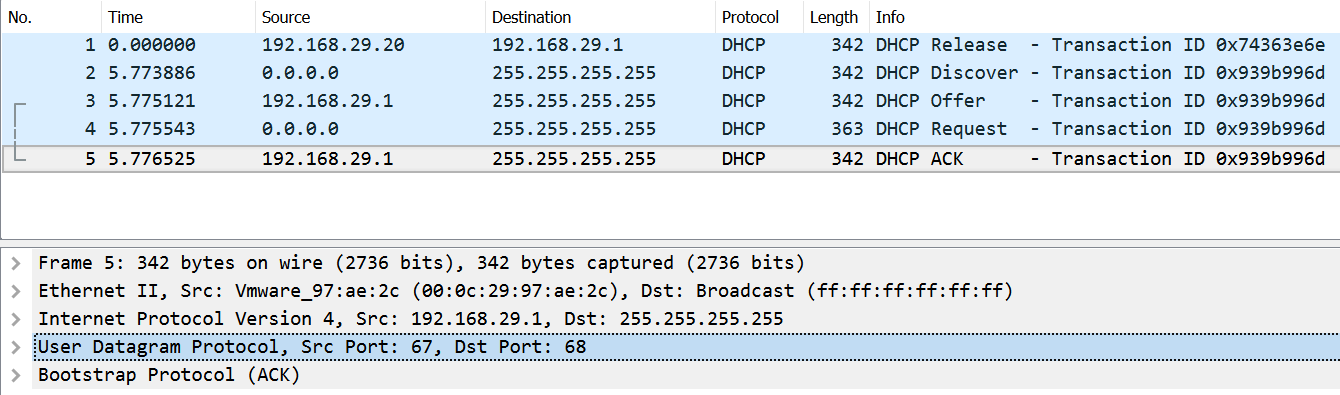 No. Time Source Destination Protocol Length Info
1 0.000000 192.168.29.20 192.168.29.1 DHCP 342 DHCP Release - Transaction ID 0x74363e6e
2 5.773886 0.0.0.0 255.255.255.255 DHCP 342 DHCP Discover - Transaction ID 0x939b996d
3 5.775121 192.168.29.1 255.255.255.255 DHCP 342 DHCP Offer - Transaction ID 0x939b996d
4 5.775543 0.0.0.0 255.255.255.255 DHCP 363 DHCP Request - Transaction ID 0x939b996d
5 5.776525 192.168.29.1 255.255.255.255 DHCP 342 DHCP ACK - Transaction ID 0x939b996d
Frame 5: 342 bytes on wire (2736 bits), 342 bytes captured (2736 bits)
Ethernet II, Src: Vmware_97:ae:2c (00:0c:29:97:ae:2c), Dst: Broadcast (ff:ff:ff:ff:ff:ff)
Internet Protocol Version 4, Src: 192.168.29.1, Dst: 255.255.255.255
User Datagram Protocol, Src Port: 67, Dst Port: 68
Bootstrap Protocol (ACK)